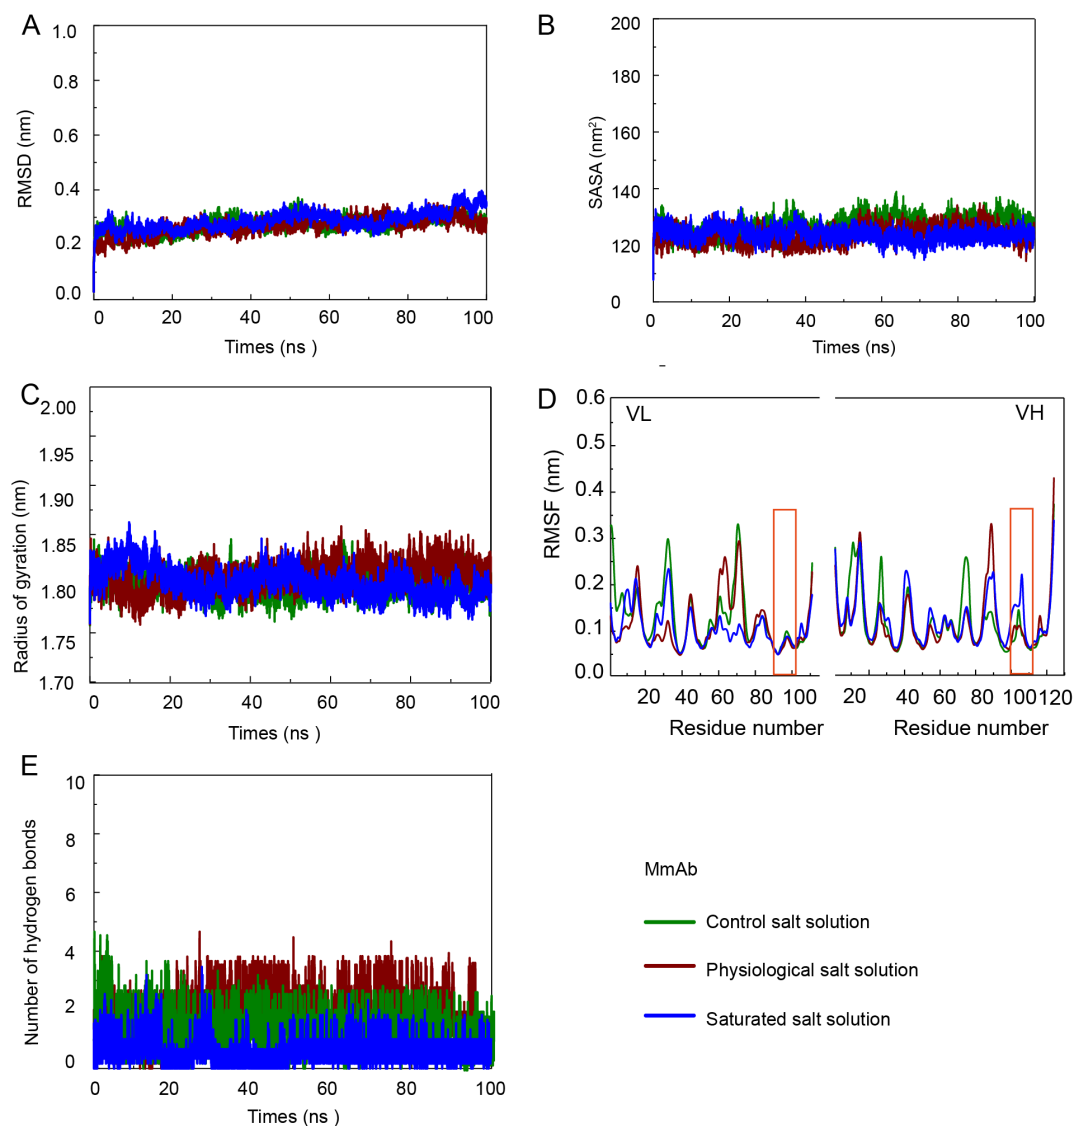 A
1.0
0.8
0.6
0.4
0.2
0.0
RMSD (nm)
0 20 40 60 80 100
Times (ns )
B
200
180
160
140
120
0
SASA (nm²)
0 20 40 60 80 100
Times (ns)
C
2.00
1.95
1.90
1.85
1.80
1.75
1.70
Radius of gyration (nm)
0 20 40 60 80 100
Times (ns )
D
0.6
0.5
0.4
0.3
0.2
0.1
0.0
RMSF (nm)
VL
VH
20 40 60 80 100
20 40 60 80 100 120
Residue number
Residue number
E
10
8
6
4
2
0
Number of hydrogen bonds
0 20 40 60 80 100
Times (ns )
MmAb
Control salt solution
Physiological salt solution
Saturated salt solution